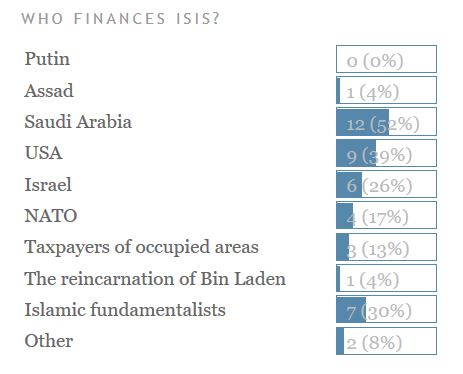 WHO FINANCES ISIS?
Putin 0 (0%)
Assad 1 (4%)
Saudi Arabia 12 (52%)
USA 9 (39%)
Israel 6 (26%)
NATO 4 (17%)
Taxpayers of occupied areas 3 (13%)
The reincarnation of Bin Laden 1 (4%)
Islamic fundamentalists 7 (30%)
Other 2 (8%)